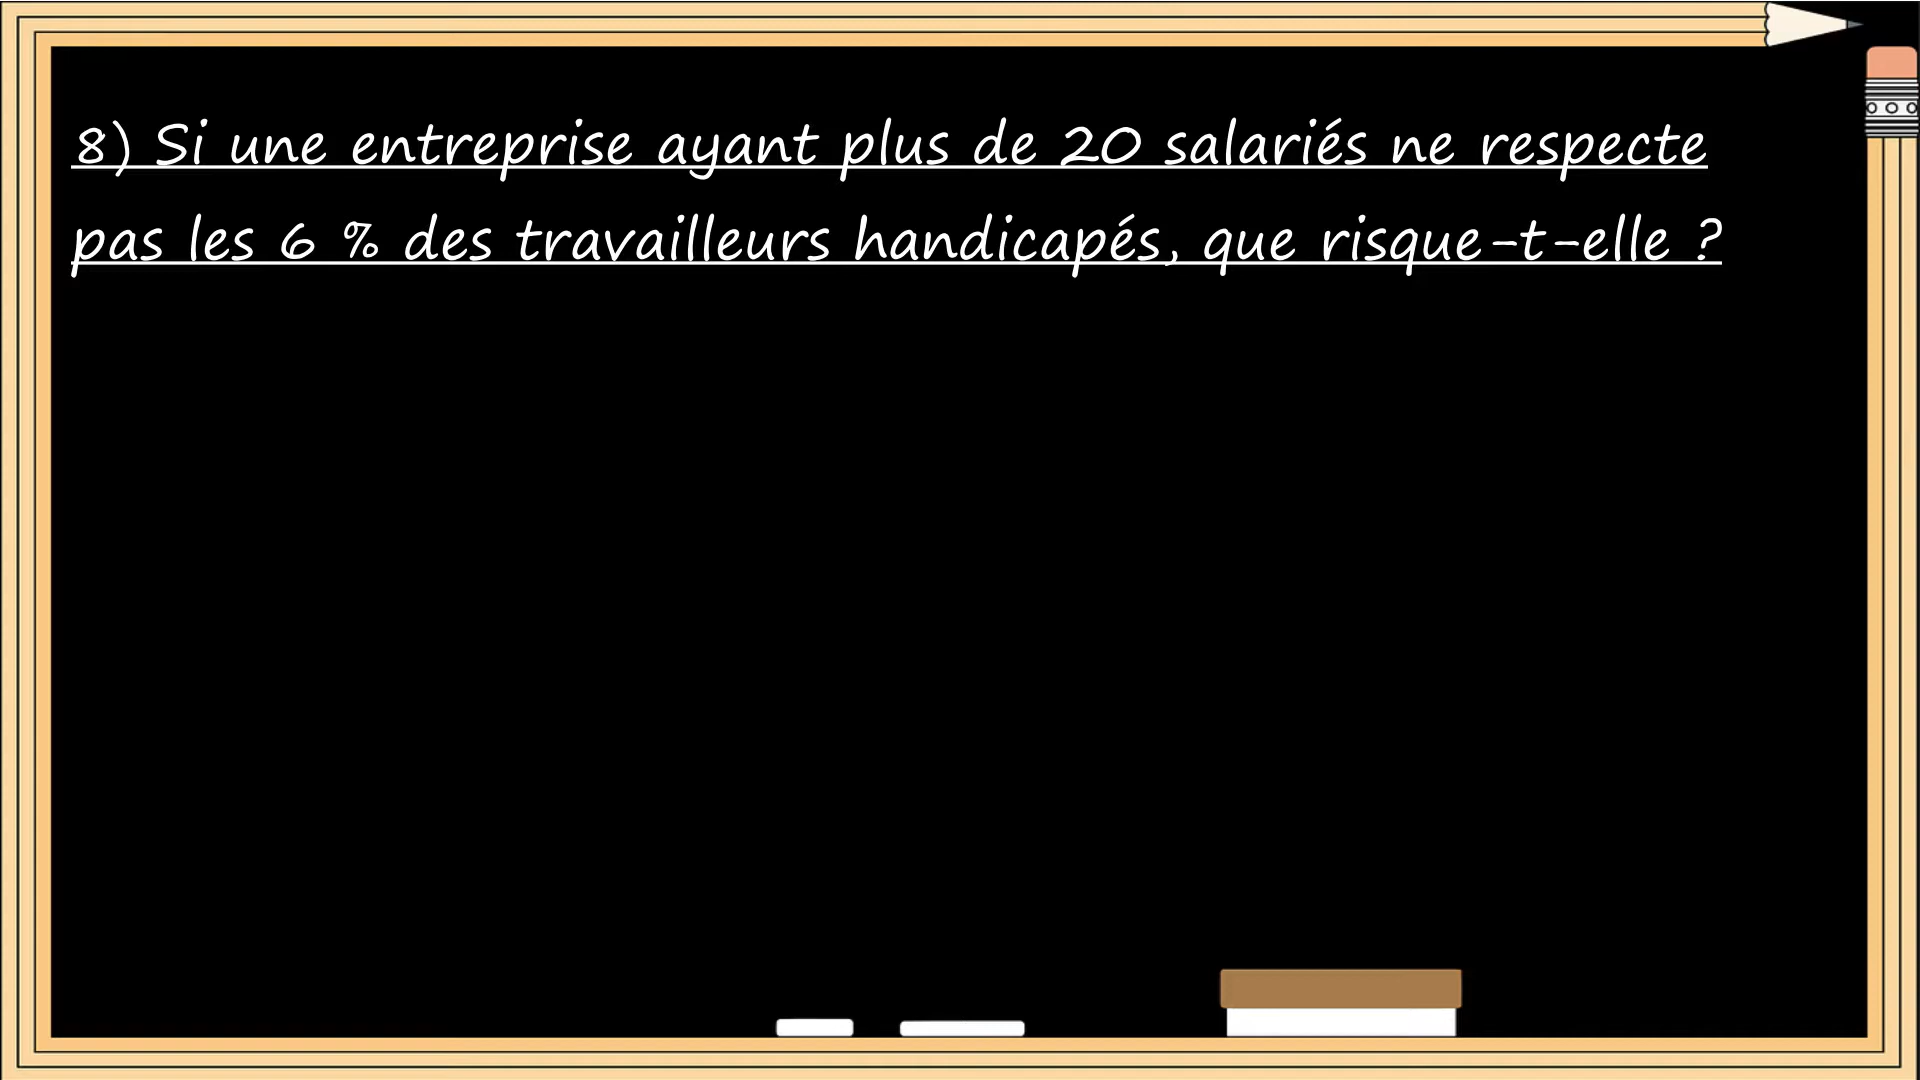 8) Si une entreprise ayant plus de 20 salariés ne respecte
pas les 6 % des travailleurs handicapés, que risque-t-elle ?